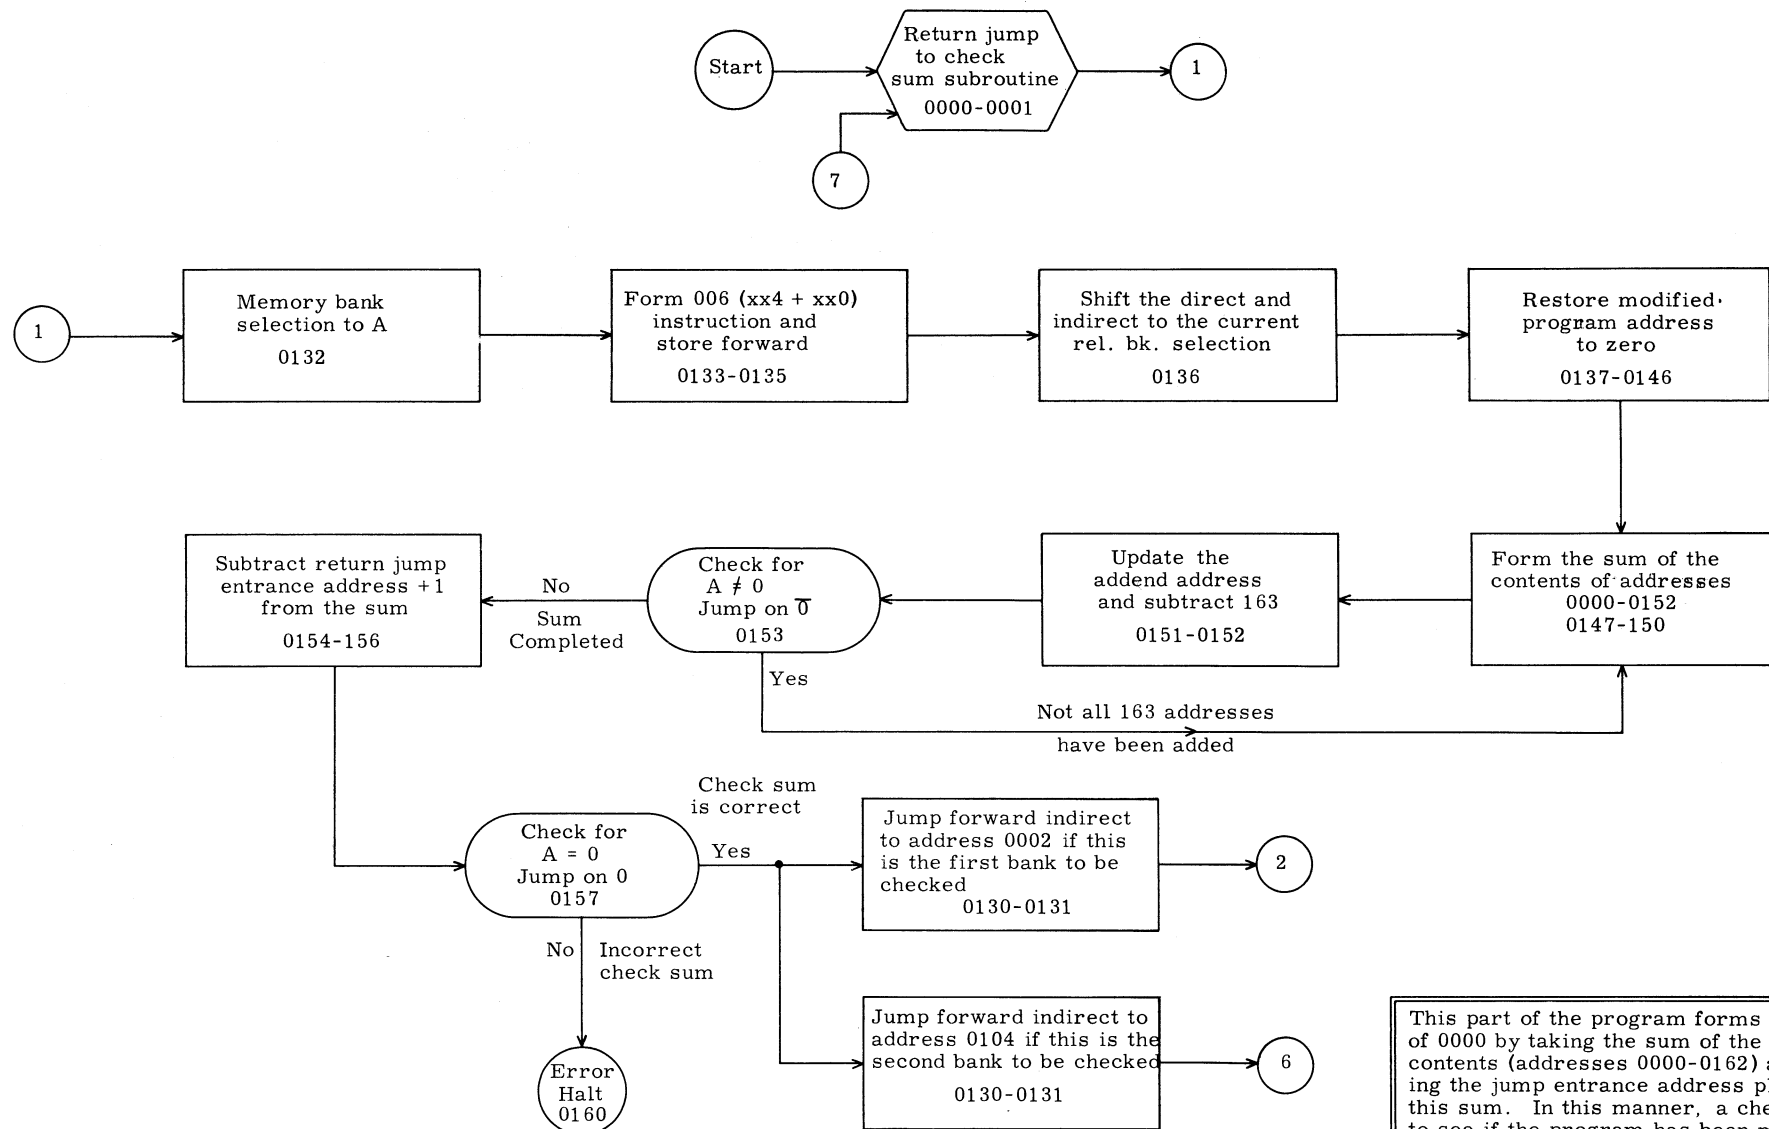 Start
Return jump
to check
sum subroutine
0000-0001
1
7
1
Memory bank
selection to A
0132
Form 006 (xx4 + xx0)
instruction and
store forward
0133-0135
Shift the direct and
indirect to the current
rel. bk. selection
0136
Restore modified
program address
to zero
0137-0146
Subtract return jump
entrance address +1
from the sum
0154-156
No
Sum
Completed
Check for
A ≠ 0
Jump on 0̅
0153
Update the
addend address
and subtract 163
0151-0152
Form the sum of the
contents of addresses
0000-0152
0147-150
Yes
Not all 163 addresses
have been added
Check sum
is correct
Check for
A = 0
Jump on 0
0157
Yes
Jump forward indirect
to address 0002 if this
is the first bank to be
checked
0130-0131
2
No
Incorrect
check sum
Error
Halt
0160
Jump forward indirect to
address 0104 if this is the
second bank to be checked
0130-0131
6
This part of the program forms
of 0000 by taking the sum of the
contents (addresses 0000-0162)
ing the jump entrance address
this sum. In this manner, a
to see if the program has been